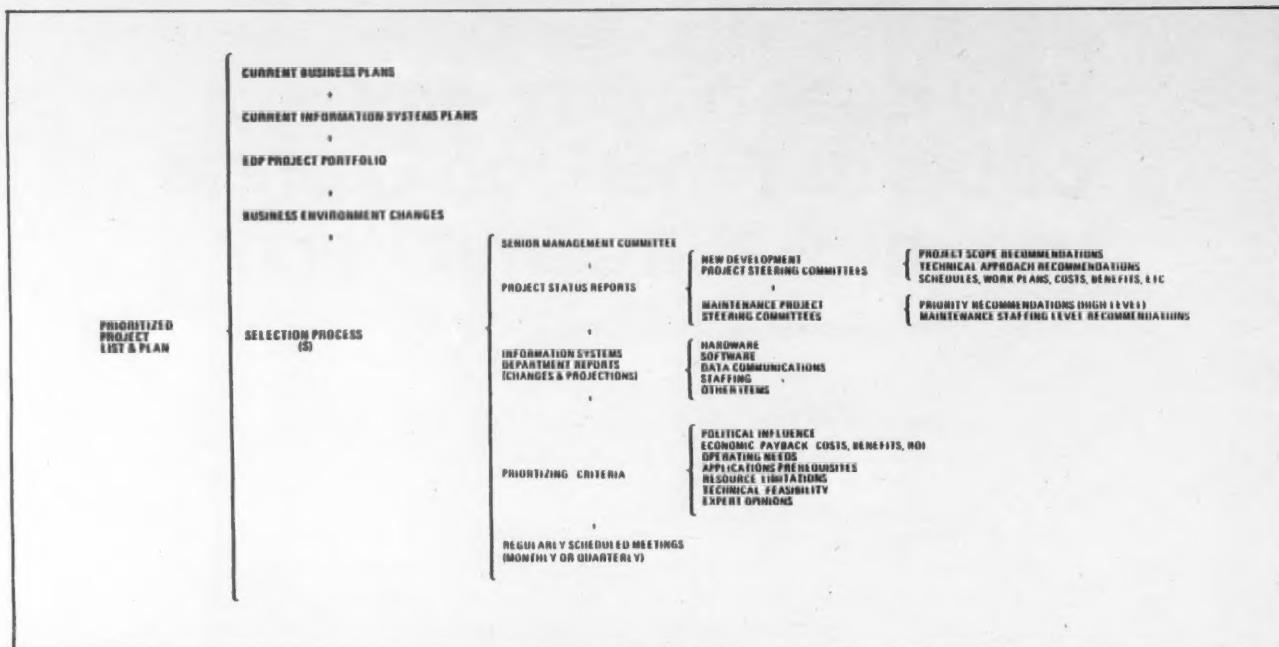 CURRENT BUSINESS PLANS
+
CURRENT INFORMATION SYSTEMS PLANS
+
EDP PROJECT PORTFOLIO
+
BUSINESS ENVIRONMENT CHANGES
+
PRIORITIZED
PROJECT
LIST & PLAN
SELECTION PROCESS
(S)
SENIOR MANAGEMENT COMMITTEE
+
PROJECT STATUS REPORTS
NEW DEVELOPMENT
PROJECT STEERING COMMITTEES
PROJECT SCOPE RECOMMENDATIONS
TECHNICAL APPROACH RECOMMENDATIONS
SCHEDULES, WORK PLANS, COSTS, BENEFITS, ETC
+
MAINTENANCE PROJECT
STEERING COMMITTEES
PRIORITY RECOMMENDATIONS (HIGH LEVEL)
MAINTENANCE STAFFING LEVEL RECOMMENDATIONS
+
INFORMATION SYSTEMS
DEPARTMENT REPORTS
(CHANGES & PROJECTIONS)
HARDWARE
SOFTWARE
DATA COMMUNICATIONS
STAFFING
OTHER ITEMS
+
PRIORTIZING CRITERIA
POLITICAL INFLUENCE
ECONOMIC PAYBACK COSTS, BENEFITS, ROI
OPERATING NEEDS
APPLICATIONS PREREQUISITES
RESOURCE LIMITATIONS
TECHNICAL FEASIBILITY
EXPERT OPINIONS
+
REGULARLY SCHEDULED MEETINGS
(MONTHLY OR QUARTERLY)